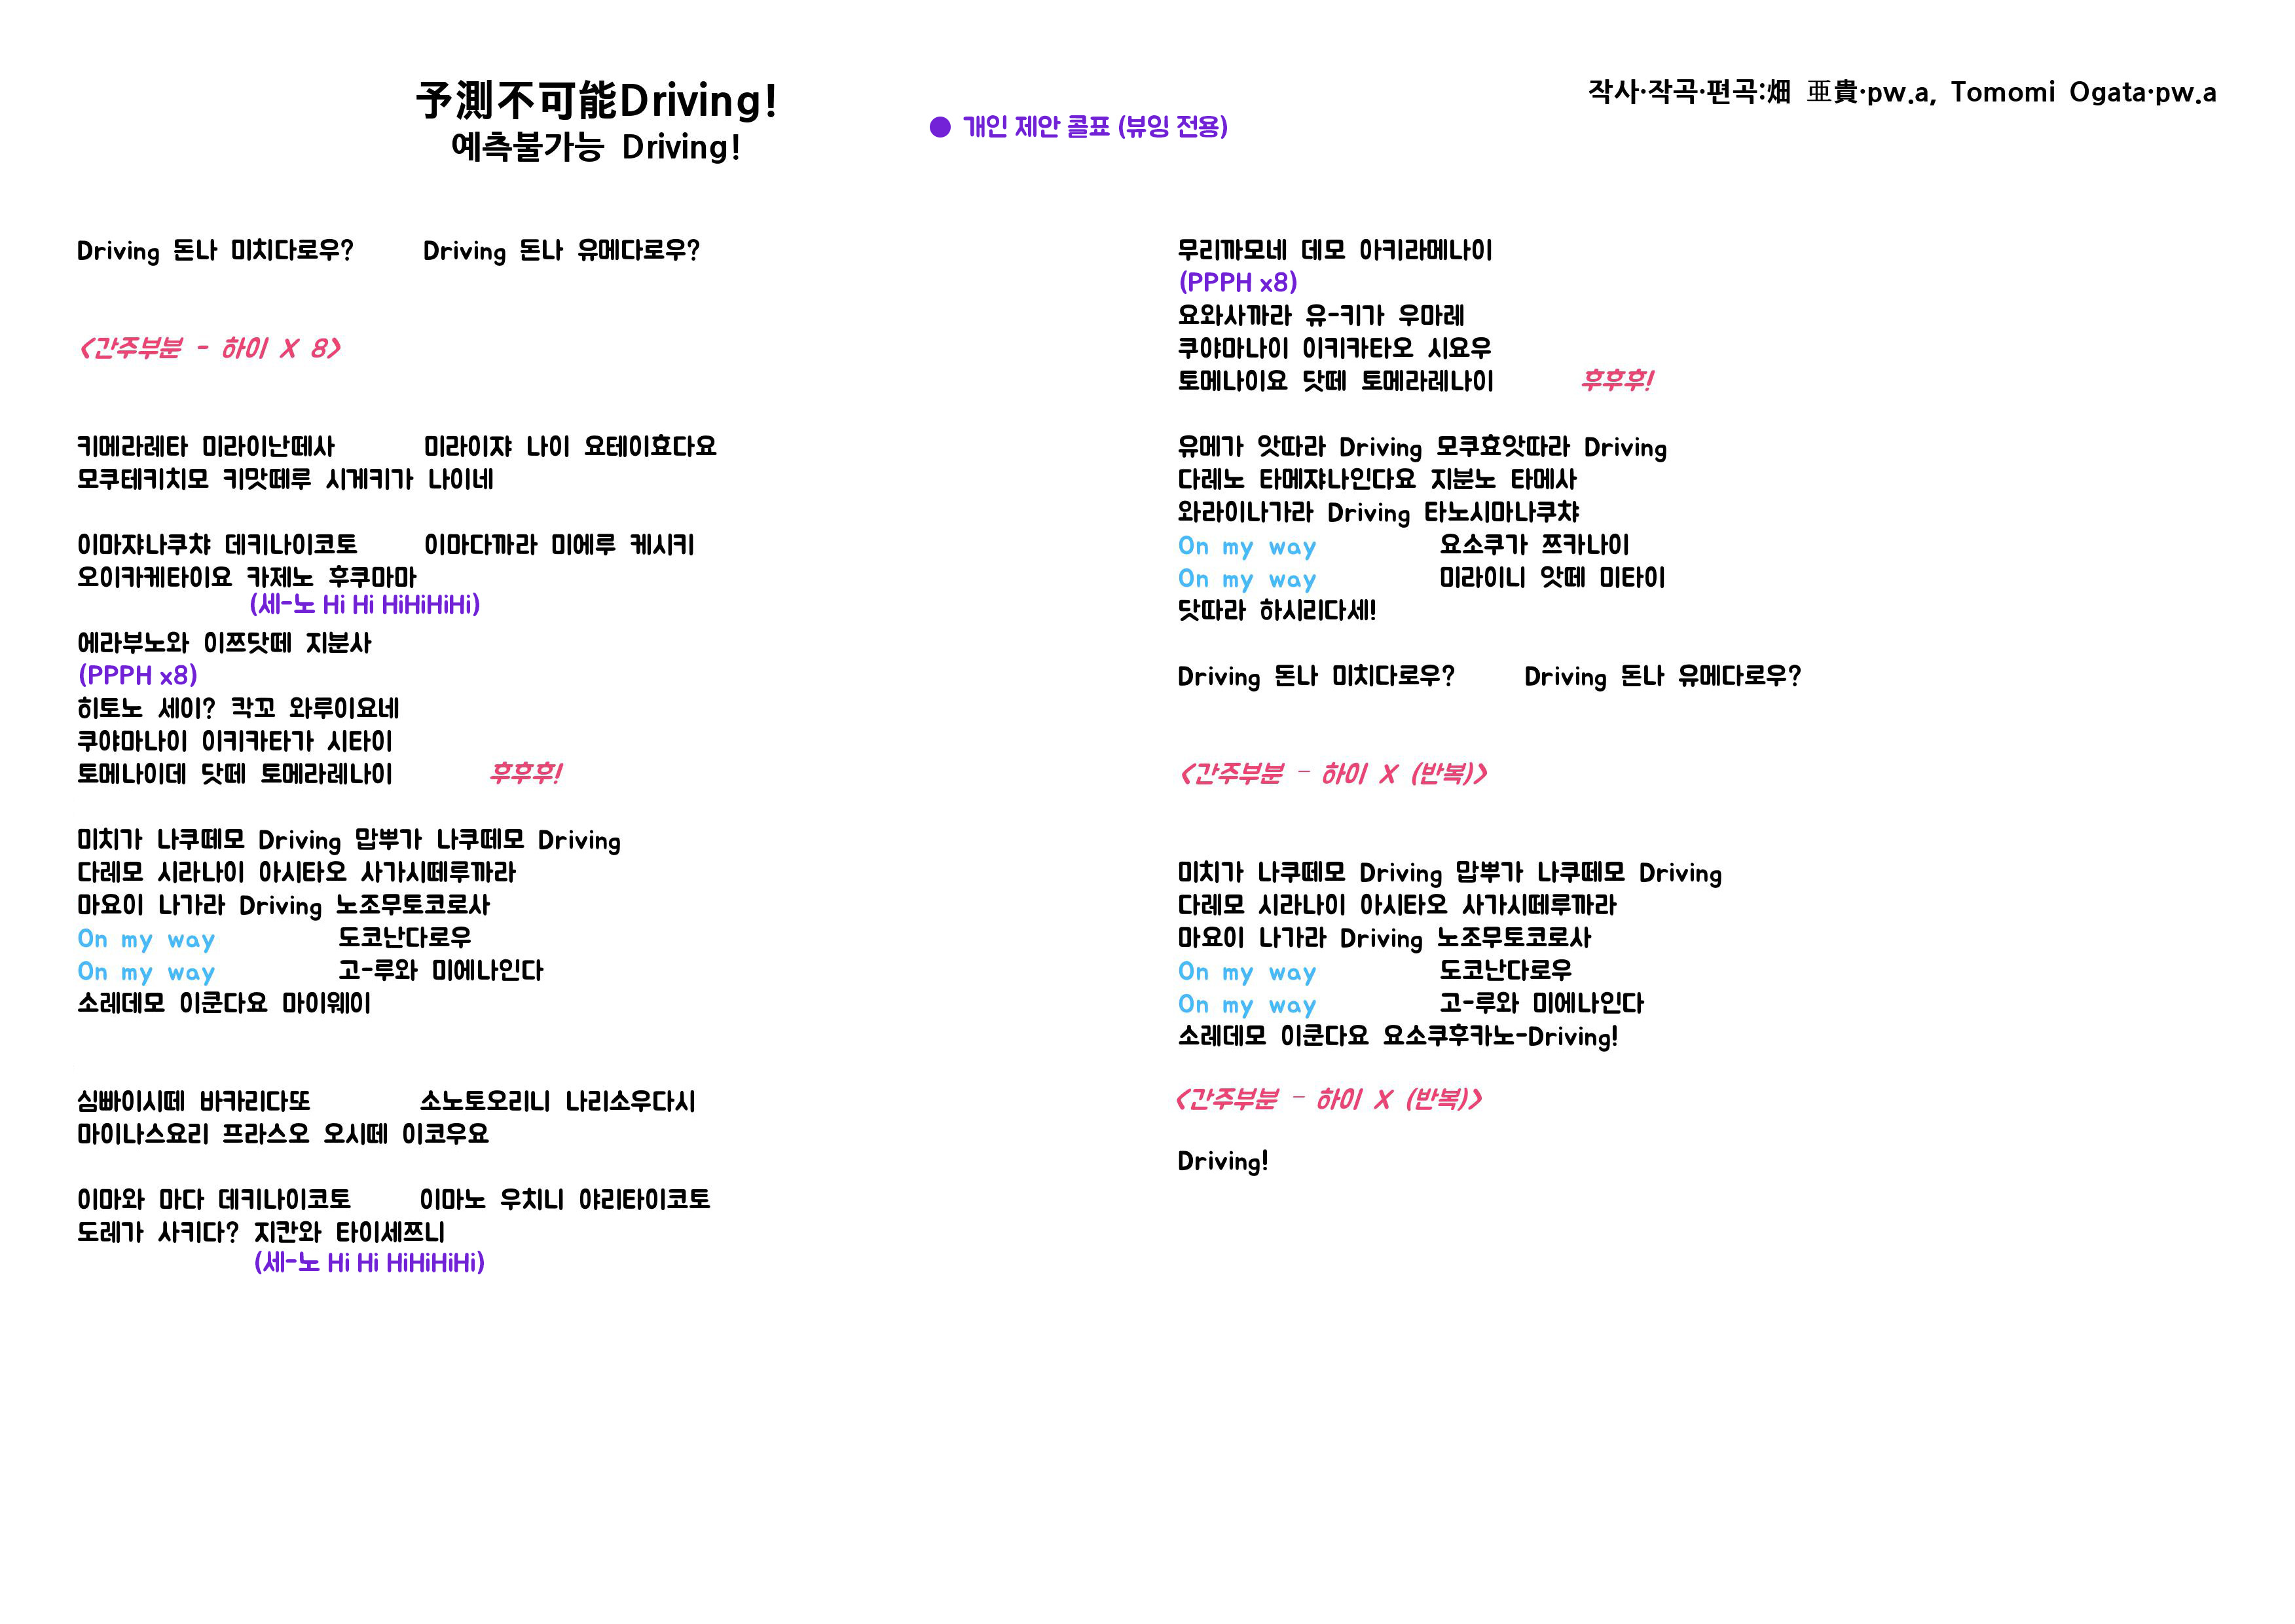 予測不可能Driving!
예측불가능 Driving!
● 개인 제안 콜표 (뷰잉 전용)
작사·작곡·편곡:畑 亜貴·pw.a, Tomomi Ogata·pw.a
Driving 돈나 미치다로우? Driving 돈나 유메다로우?
<간주부분 - 하이 X 8>
키메라레타 미라이난떼사 미라이쟈 나이 요테이효다요
모쿠테키치모 키맛떼루 시게키가 나이네
이마쟈나쿠챠 데키나이코토 이마다까라 미에루 케시키
오이카케타이요 카제노 후쿠마마
(세-노 Hi Hi HiHiHiHi)
에라부노와 이쯔닷떼 지분사
(PPPH x8)
히토노 세이? 칵꼬 와루이요네
쿠야마나이 이키카타가 시타이
토메나이데 닷떼 토메라레나이 후후후!
미치가 나쿠떼모 Driving 맙뿌가 나쿠떼모 Driving
다레모 시라나이 아시타오 사가시떼루까라
마요이 나가라 Driving 노조무토코로사
On my way 도코난다로우
On my way 고-루와 미에나인다
소레데모 이쿤다요 마이웨이
심빠이시떼 바카리다또 소노토오리니 나리소우다시
마이나스요리 프라스오 오시떼 이코우요
이마와 마다 데키나이코토 이마노 우치니 야리타이코토
도레가 사키다? 지칸와 타이세쯔니
(세-노 Hi Hi HiHiHiHi)
무리까모네 데모 아키라메나이
(PPPH x8)
요와사까라 유-키가 우마레
쿠야마나이 이키카타오 시요우
토메나이요 닷떼 토메라레나이 후후후!
유메가 앗따라 Driving 모쿠효앗따라 Driving
다레노 타메쟈나인다요 지분노 타메사
와라이나가라 Driving 타노시마나쿠챠
On my way 요소쿠가 쯔카나이
On my way 미라이니 앗떼 미타이
닷따라 하시리다세!
Driving 돈나 미치다로우? Driving 돈나 유메다로우?
<간주부분 - 하이 X (반복)>
미치가 나쿠떼모 Driving 맙뿌가 나쿠떼모 Driving
다레모 시라나이 아시타오 사가시떼루까라
마요이 나가라 Driving 노조무토코로사
On my way 도코난다로우
On my way 고-루와 미에나인다
소레데모 이쿤다요 요소쿠후카노-Driving!
<간주부분 - 하이 X (반복)>
Driving!